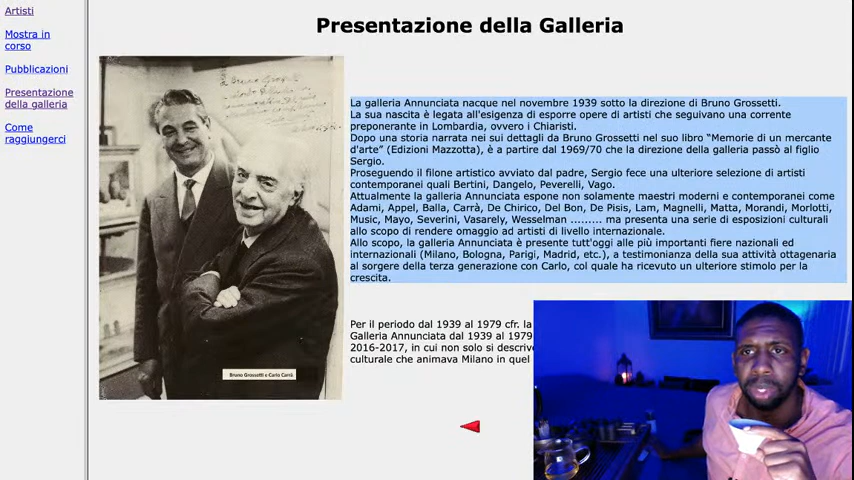 Artisti
Mostra in
corso
Pubblicazioni
Presentazione
della galleria
Come
raggiungerci
Presentazione della Galleria
a Bruno Grossetti
Bruno Grossetti e Carlo Carrà
La galleria Annunciata nacque nel novembre 1939 sotto la direzione di Bruno Grossetti.
La sua nascita è legata all'esigenza di esporre opere di artisti che seguivano una corrente
preponerante in Lombardia, ovvero i Chiaristi.
Dopo una storia narrata nei sui dettagli da Bruno Grossetti nel suo libro "Memorie di un mercante
d'arte" (Edizioni Mazzotta), è a partire dal 1969/70 che la direzione della galleria passò al figlio
Sergio.
Proseguendo il filone artistico avviato dal padre, Sergio fece una ulteriore selezione di artisti
contemporanei quali Bertini, Dangelo, Peverelli, Vago.
Attualmente la galleria Annunciata espone non solamente maestri moderni e contemporanei come
Adami, Appel, Balla, Carrà, De Chirico, Del Bon, De Pisis, Lam, Magnelli, Matta, Morandi, Morlotti,
Music, Mayo, Severini, Vasarely, Wesselman ......... ma presenta una serie di esposizioni culturali
allo scopo di rendere omaggio ad artisti di livello internazionale.
Allo scopo, la galleria Annunciata è presente tutt'oggi alle più importanti fiere nazionali ed
internazionali (Milano, Bologna, Parigi, Madrid, etc.), a testimonianza della sua attività ottagenaria
al sorgere della terza generazione con Carlo, col quale ha ricevuto un ulteriore stimolo per la
crescita.
Per il periodo dal 1939 al 1979 cfr. la
Galleria Annunciata dal 1939 al 1979
2016-2017, in cui non solo si descriv
culturale che animava Milano in quel